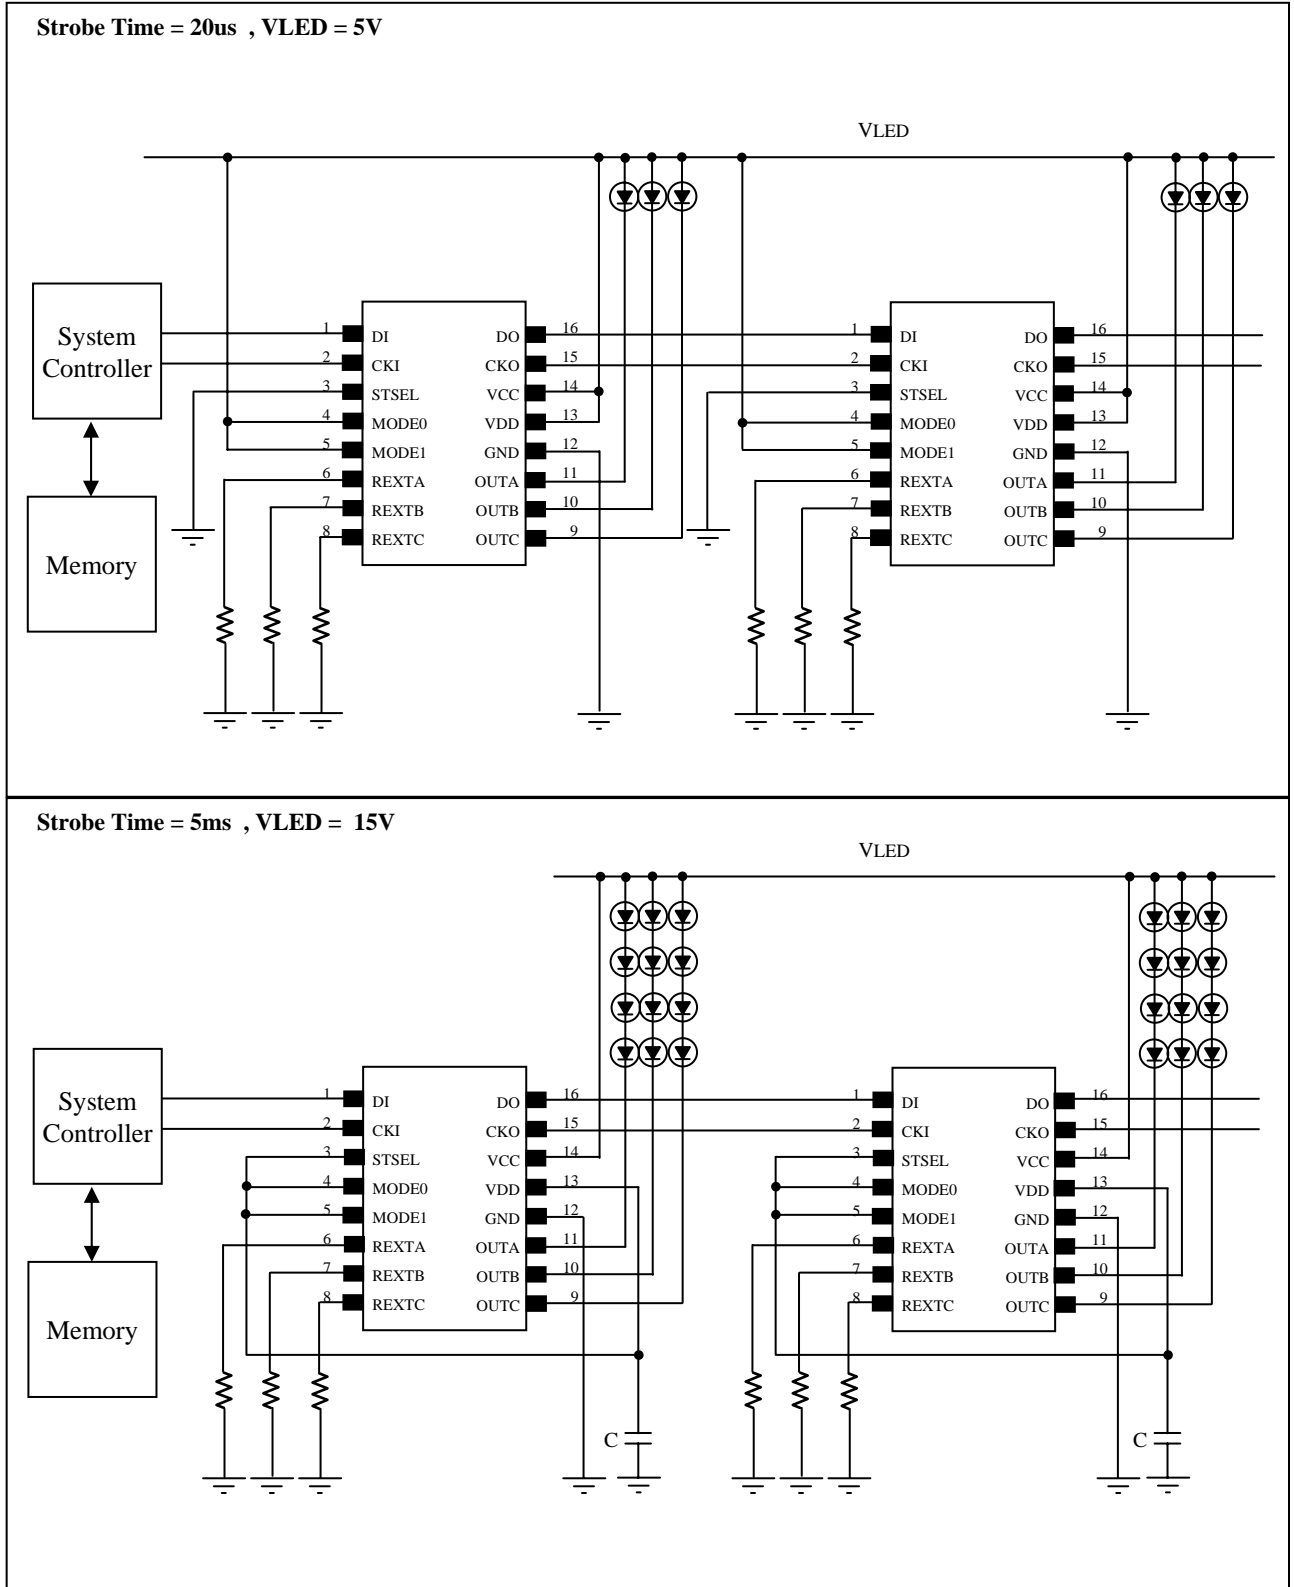 Strobe Time = 20us , VLED = 5V
VLED
System
Controller
Memory
1 DI DO 16
2 CKI CKO 15
3 STSEL VCC 14
4 MODE0 VDD 13
5 MODE1 GND 12
6 REXTA OUTA 11
7 REXTB OUTB 10
8 REXTC OUTC 9
1 DI DO 16
2 CKI CKO 15
3 STSEL VCC 14
4 MODE0 VDD 13
5 MODE1 GND 12
6 REXTA OUTA 11
7 REXTB OUTB 10
8 REXTC OUTC 9
Strobe Time = 5ms , VLED = 15V
VLED
System
Controller
Memory
1 DI DO 16
2 CKI CKO 15
3 STSEL VCC 14
4 MODE0 VDD 13
5 MODE1 GND 12
6 REXTA OUTA 11
7 REXTB OUTB 10
8 REXTC OUTC 9
C
1 DI DO 16
2 CKI CKO 15
3 STSEL VCC 14
4 MODE0 VDD 13
5 MODE1 GND 12
6 REXTA OUTA 11
7 REXTB OUTB 10
8 REXTC OUTC 9
C